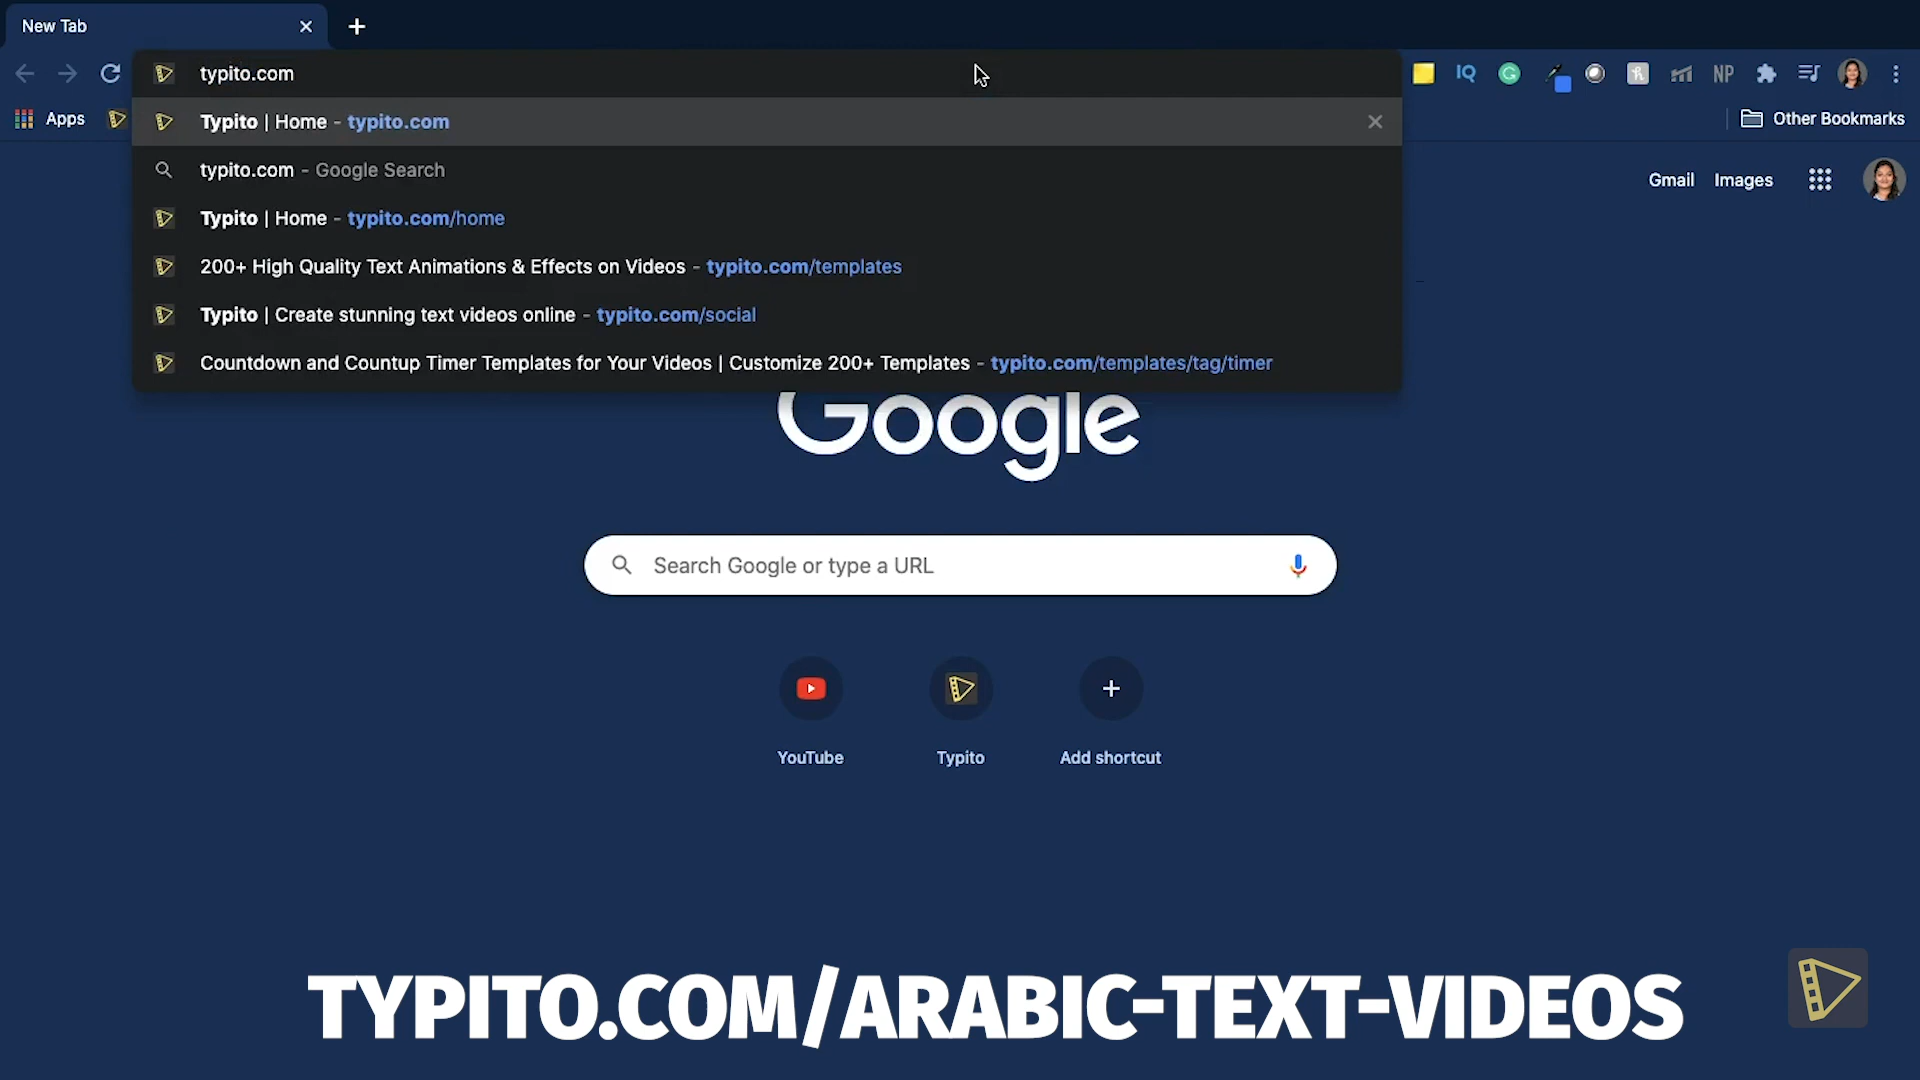 New Tab
typito.com
IQ
NP
Apps
Other Bookmarks
Typito | Home - typito.com
typito.com - Google Search
Typito | Home - typito.com/home
200+ High Quality Text Animations & Effects on Videos - typito.com/templates
Typito | Create stunning text videos online - typito.com/social
Countdown and Countup Timer Templates for Your Videos | Customize 200+ Templates - typito.com/templates/tag/timer
Gmail Images
Google
Search Google or type a URL
YouTube Typito Add shortcut
TYPITO.COM/ARABIC-TEXT-VIDEOS